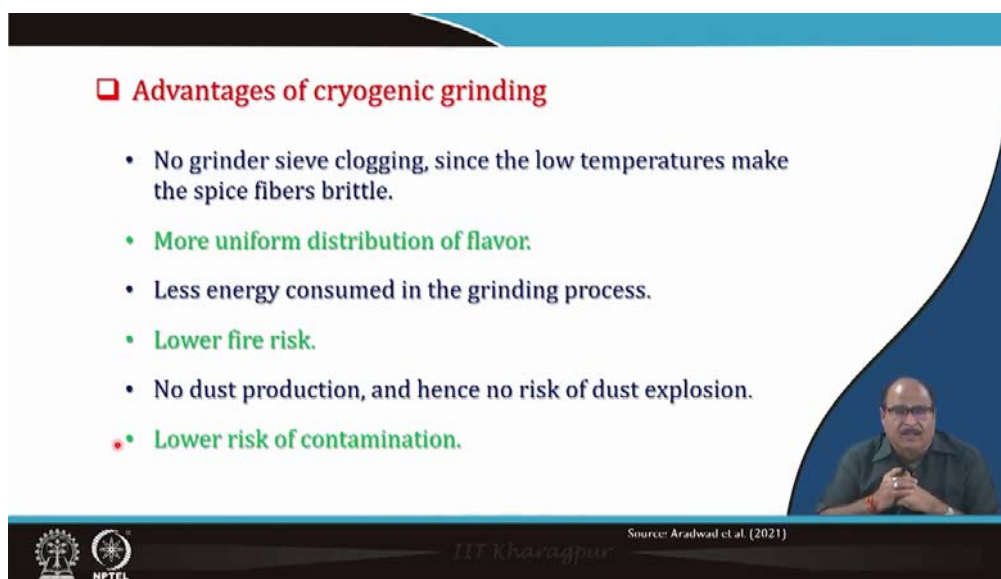 Advantages of cryogenic grinding
• No grinder sieve clogging, since the low temperatures make
the spice fibers brittle.
• More uniform distribution of flavor.
• Less energy consumed in the grinding process.
• Lower fire risk.
• No dust production, and hence no risk of dust explosion.
• Lower risk of contamination.
Source: Aradwad et al. (2021)
IIT Kharagpur
NPTEL